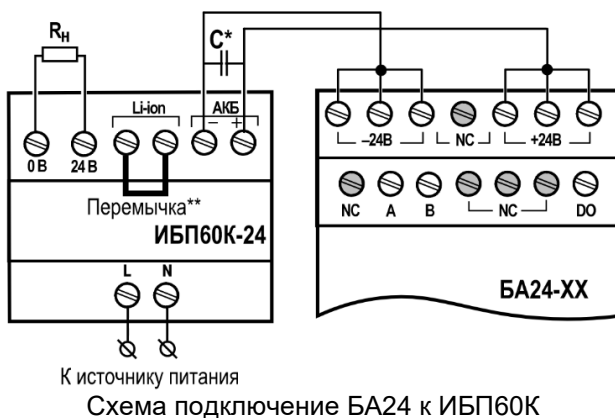 Rн
C*
Li-ion
АКБ
– +
0 В
24 В
Перемычка**
ИБП60К-24
L N
К источнику питания
–24В
NC
+24В
NC
A
B
NC
DO
БА24-ХХ
Схема подключение БА24 к ИБП60К